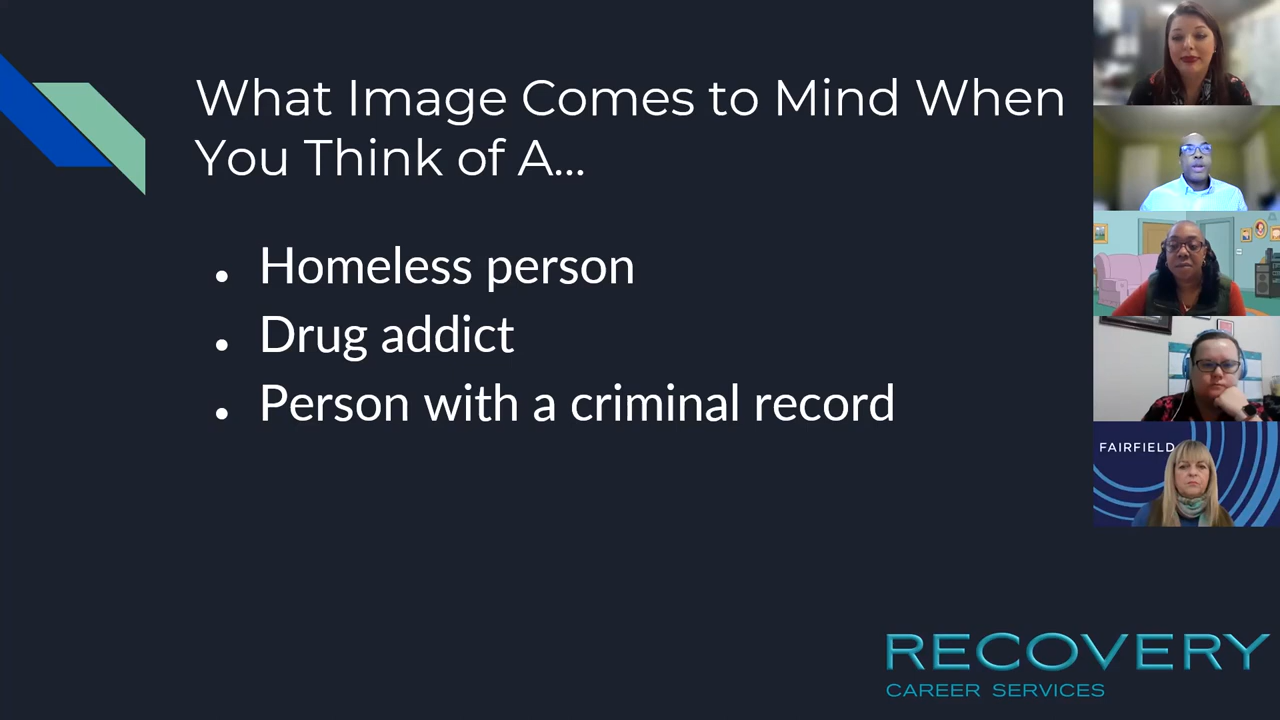 What Image Comes to Mind When
You Think of A...
Homeless person
Drug addict
Person with a criminal record
FAIRFIELD
RECOVERY
CAREER SERVICES